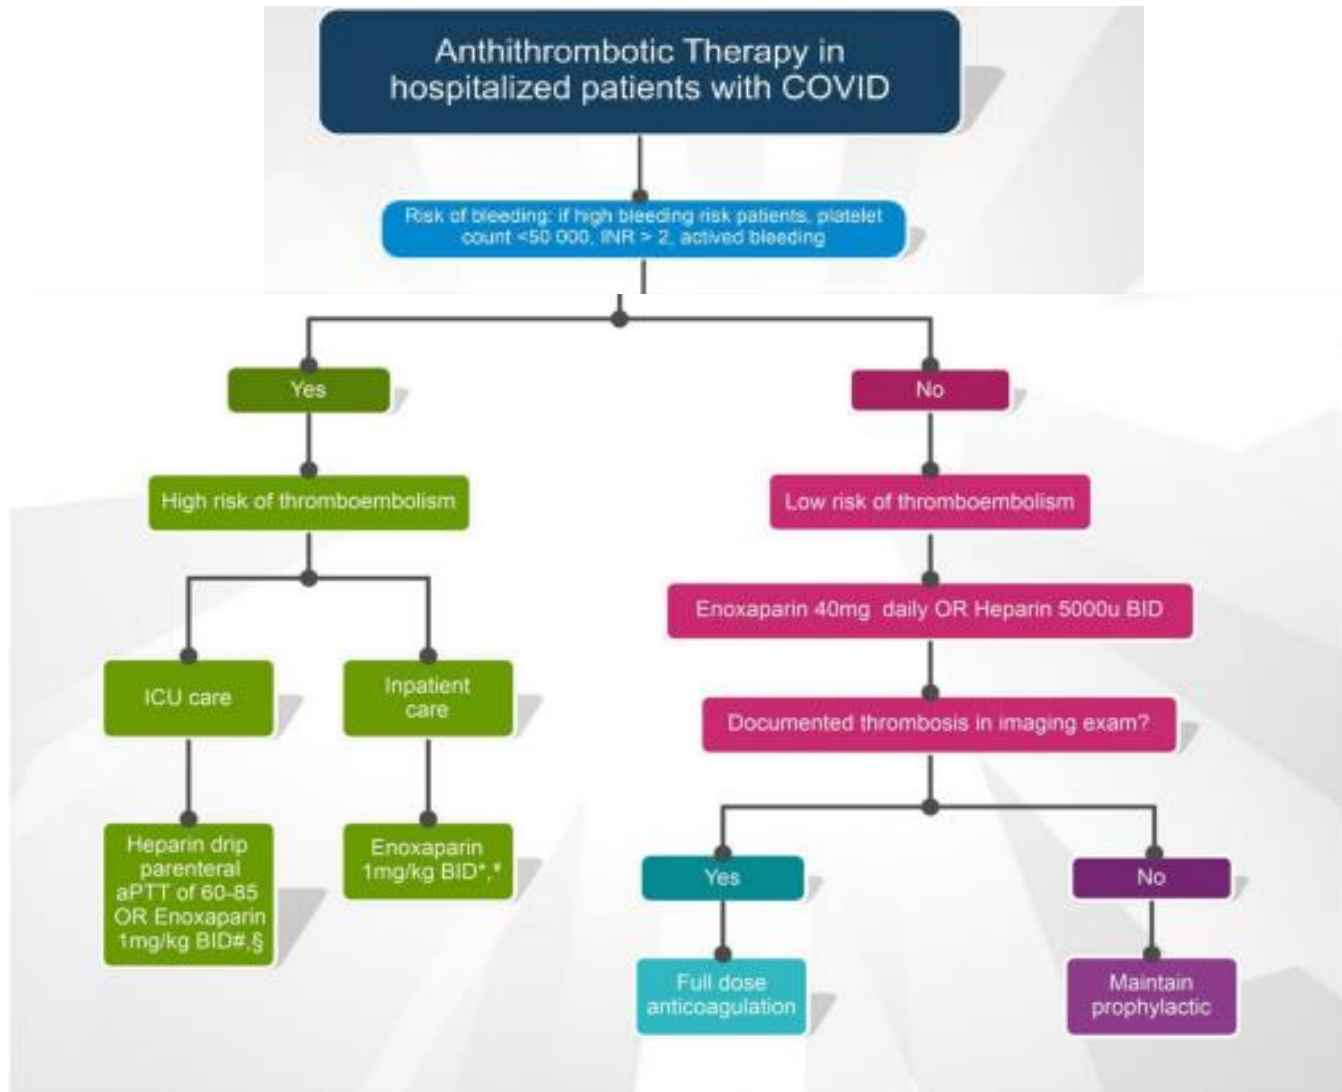 Anthithrombotic Therapy in
hospitalized patients with COVID
Risk of bleeding: if high bleeding risk patients, platelet
count <50 000, INR > 2, actived bleeding
Yes
No
High risk of thromboembolism
Low risk of thromboembolism
Enoxaparin 40mg daily OR Heparin 5000u BID
ICU care
Inpatient
care
Documented thrombosis in imaging exam?
Heparin drip
parenteral
aPTT of 60-85
OR Enoxaparin
1mg/kg BID#,§
Enoxaparin
1mg/kg BID*,*
Yes
No
Full dose
anticoagulation
Maintain
prophylactic